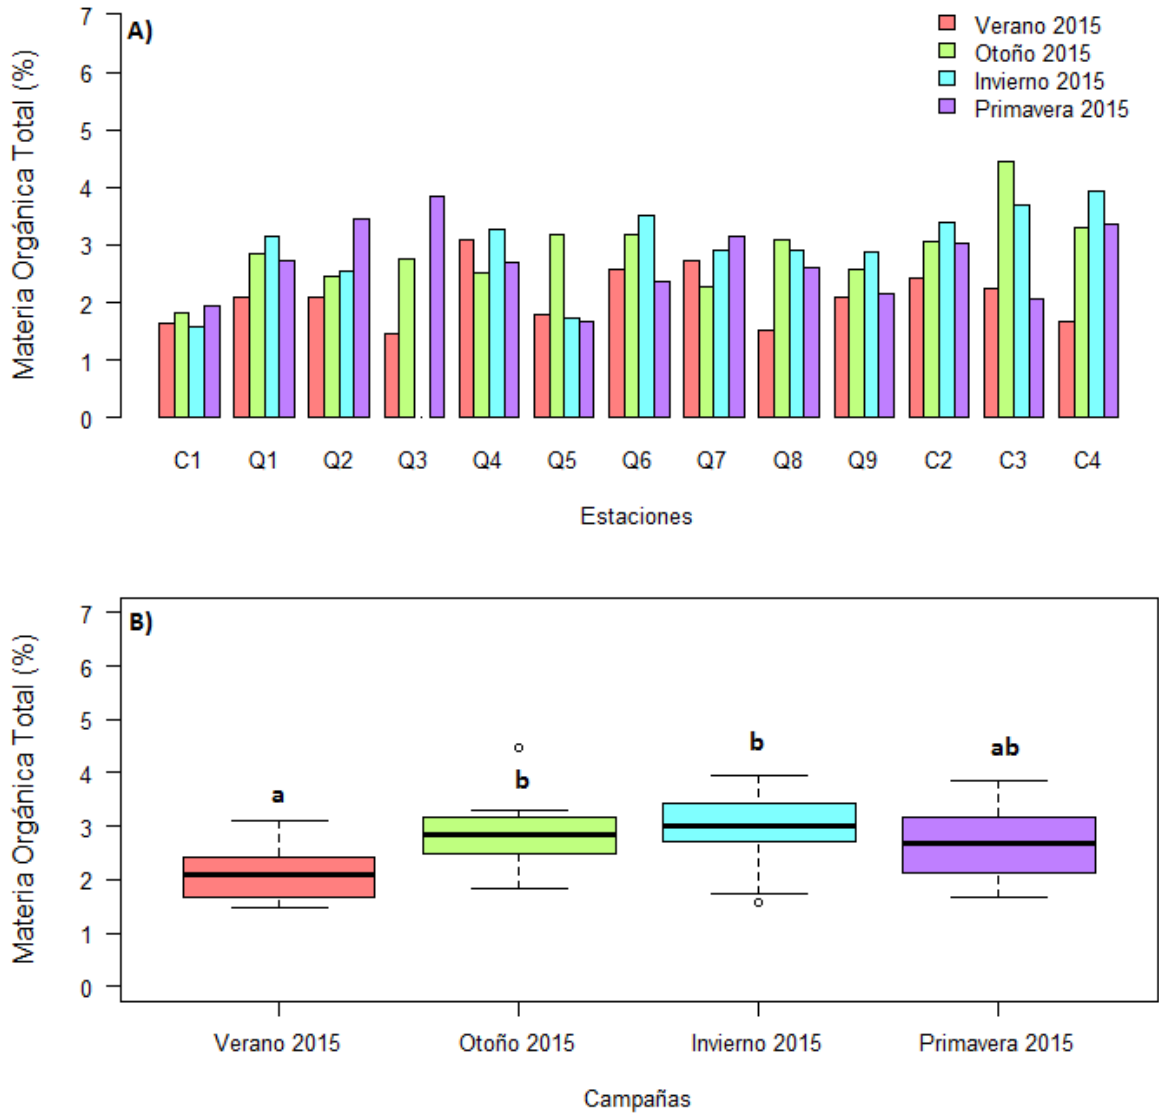 A)
Verano 2015
Otoño 2015
Invierno 2015
Primavera 2015
Materia Orgánica Total (%)
7
6
5
4
3
2
1
0
C1 Q1 Q2 Q3 Q4 Q5 Q6 Q7 Q8 Q9 C2 C3 C4
Estaciones
B)
Materia Orgánica Total (%)
7
6
5
4
3
2
1
0
a b b ab
Verano 2015 Otoño 2015 Invierno 2015 Primavera 2015
Campañas